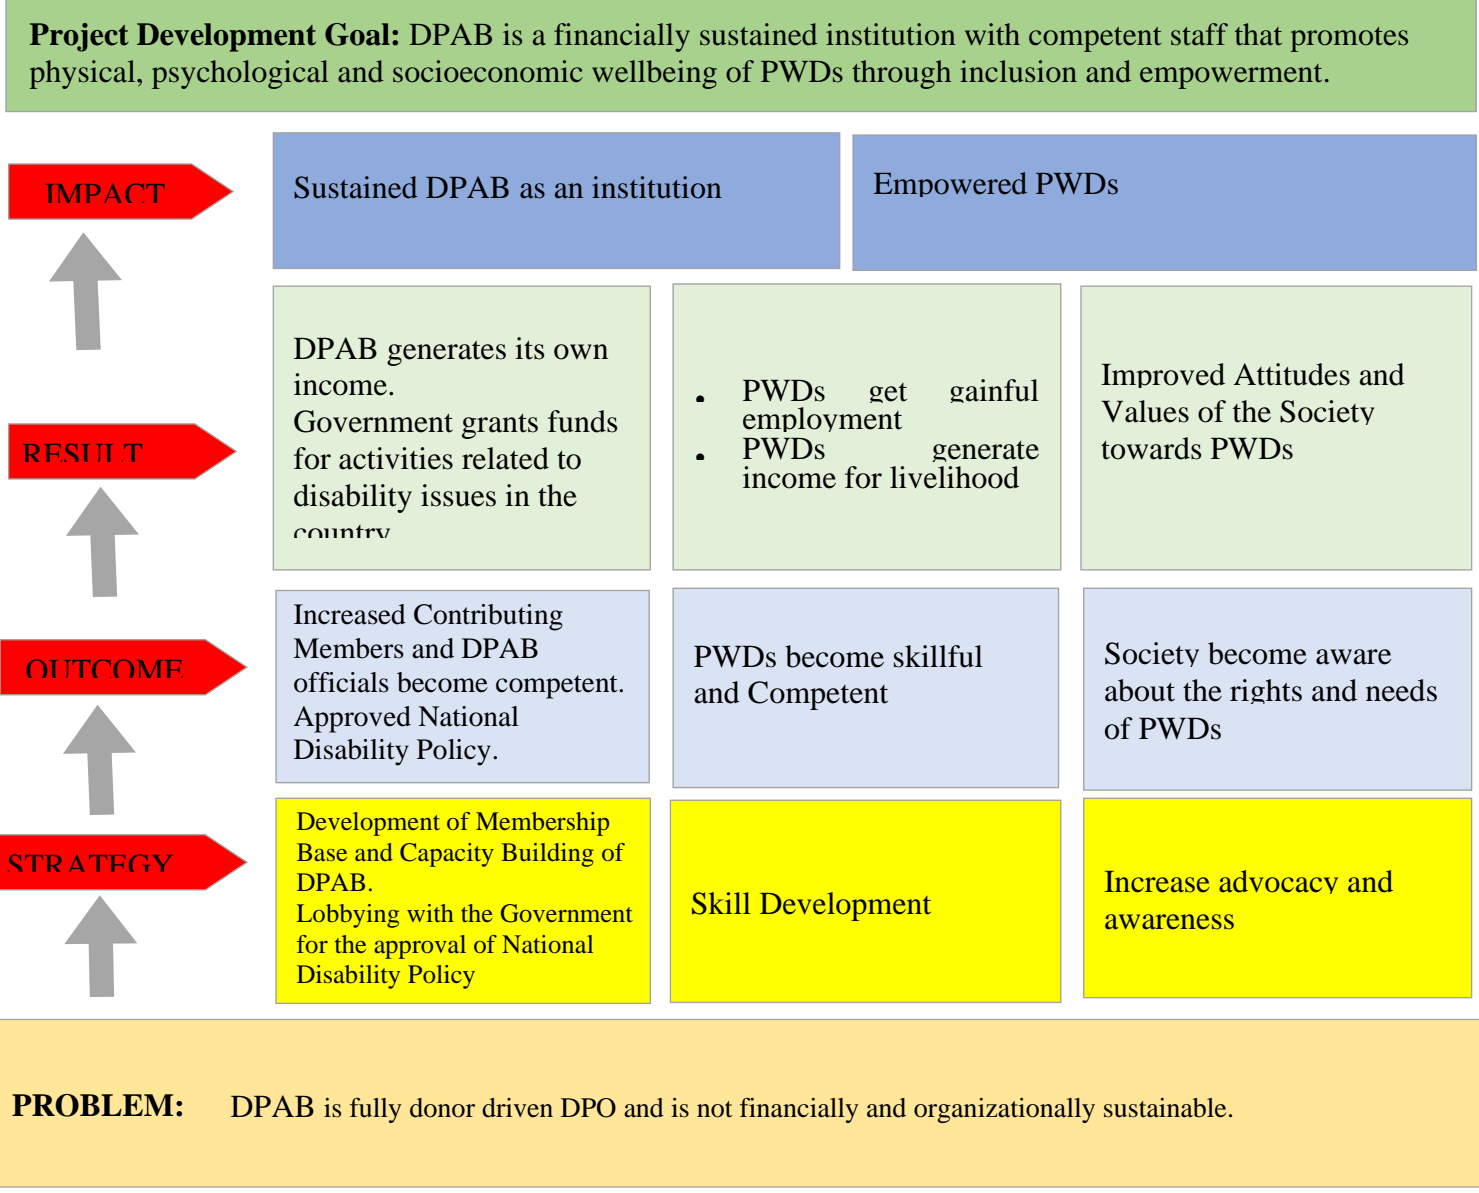 Project Development Goal: DPAB is a financially sustained institution with competent staff that promotes
physical, psychological and socioeconomic wellbeing of PWDs through inclusion and empowerment.
IMPACT
Sustained DPAB as an institution
Empowered PWDs
RESULT
DPAB generates its own
income.
Government grants funds
for activities related to
disability issues in the
country
• PWDs get gainful
employment
• PWDs generate
income for livelihood
Improved Attitudes and
Values of the Society
towards PWDs
OUTCOME
Increased Contributing
Members and DPAB
officials become competent.
Approved National
Disability Policy.
PWDs become skillful
and Competent
Society become aware
about the rights and needs
of PWDs
STRATEGY
Development of Membership
Base and Capacity Building of
DPAB.
Lobbying with the Government
for the approval of National
Disability Policy
Skill Development
Increase advocacy and
awareness
PROBLEM: DPAB is fully donor driven DPO and is not financially and organizationally sustainable.